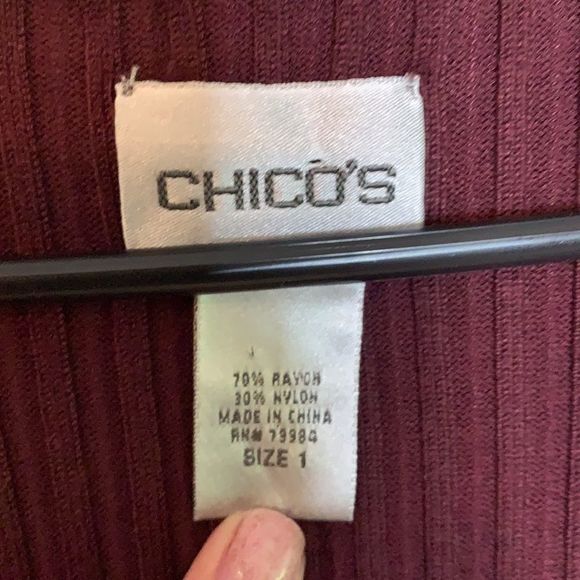 CHICO'S
70% RAYON
30% NYLON
MADE IN CHINA
RN# 79984
SIZE 1